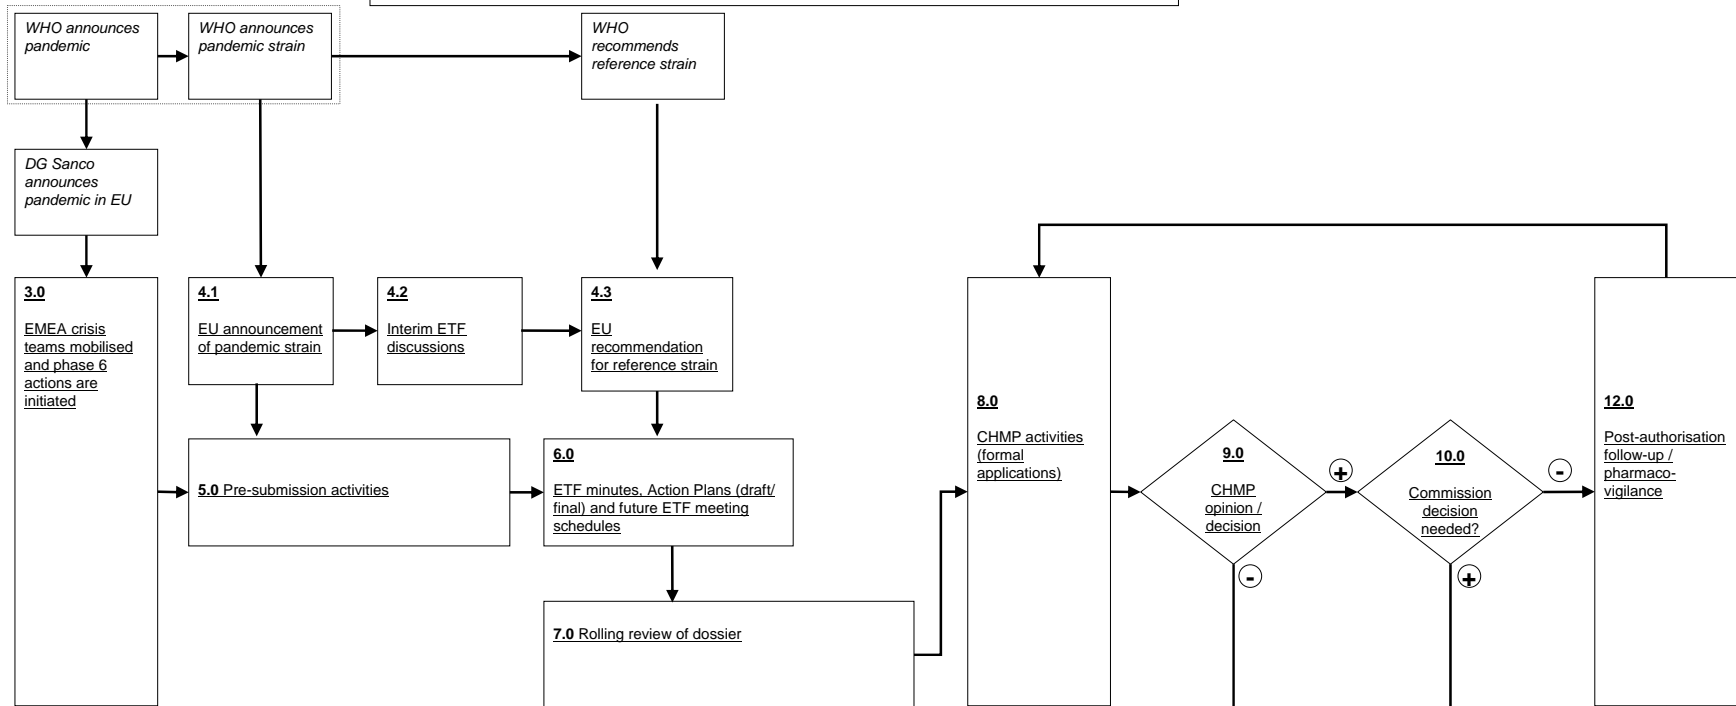 WHO announces
pandemic
WHO announces
pandemic strain
WHO
recommends
reference strain
DG Sanco
announces
pandemic in EU
3.0
EMEA crisis
teams mobilised
and phase 6
actions are
initiated
4.1
EU announcement
of pandemic strain
4.2
Interim ETF
discussions
4.3
EU
recommendation
for reference strain
5.0 Pre-submission activities
6.0
ETF minutes, Action Plans (draft/
final) and future ETF meeting
schedules
7.0 Rolling review of dossier
8.0
CHMP activities
(formal
applications)
9.0
CHMP
opinion /
decision
+
-
10.0
Commission
decision
needed?
-
+
12.0
Post-authorisation
follow-up /
pharmaco-
vigilance